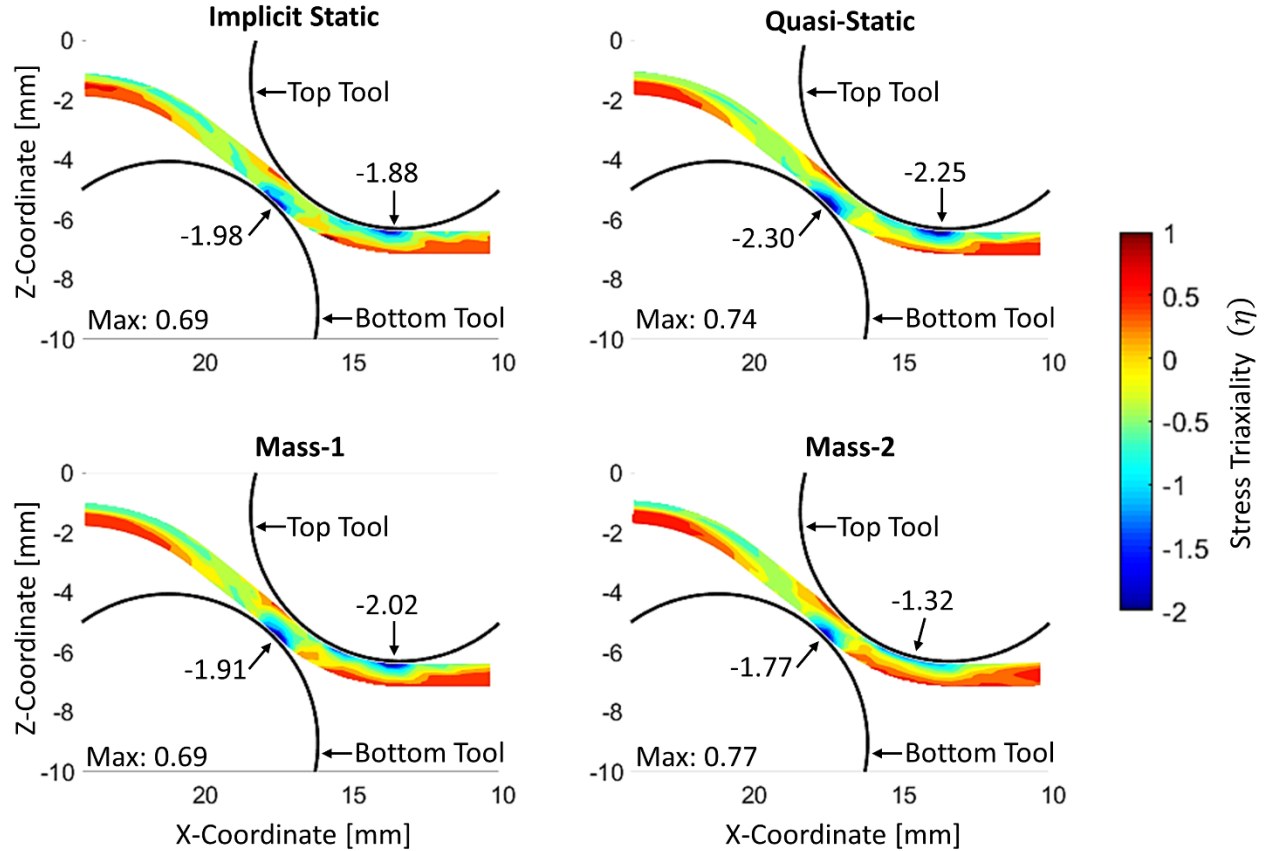 Implicit Static
Quasi-Static
0
-2
-4
-6
-8
-10
Z-Coordinate [mm]
Top Tool
-1.88
-1.98
Max: 0.69
Bottom Tool
20 15 10
0
-2
-4
-6
-8
-10
Top Tool
-2.25
-2.30
Max: 0.74
Bottom Tool
20 15 10
Mass-1
Mass-2
0
-2
-4
-6
-8
-10
Z-Coordinate [mm]
Top Tool
-2.02
-1.91
Max: 0.69
Bottom Tool
20 15 10
X-Coordinate [mm]
0
-2
-4
-6
-8
-10
Top Tool
-1.32
-1.77
Max: 0.77
Bottom Tool
20 15 10
X-Coordinate [mm]
1
0.5
0
-0.5
-1
-1.5
-2
Stress Triaxiality (η)